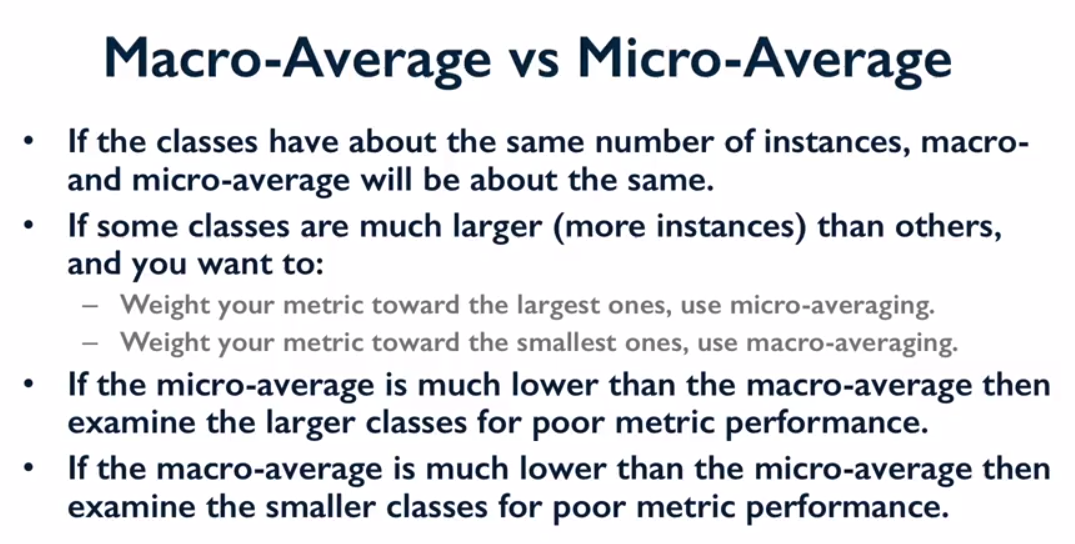 Macro-Average vs Micro-Average
• If the classes have about the same number of instances, macro-
and micro-average will be about the same.
• If some classes are much larger (more instances) than others,
and you want to:
– Weight your metric toward the largest ones, use micro-averaging.
– Weight your metric toward the smallest ones, use macro-averaging.
• If the micro-average is much lower than the macro-average then
examine the larger classes for poor metric performance.
• If the macro-average is much lower than the micro-average then
examine the smaller classes for poor metric performance.